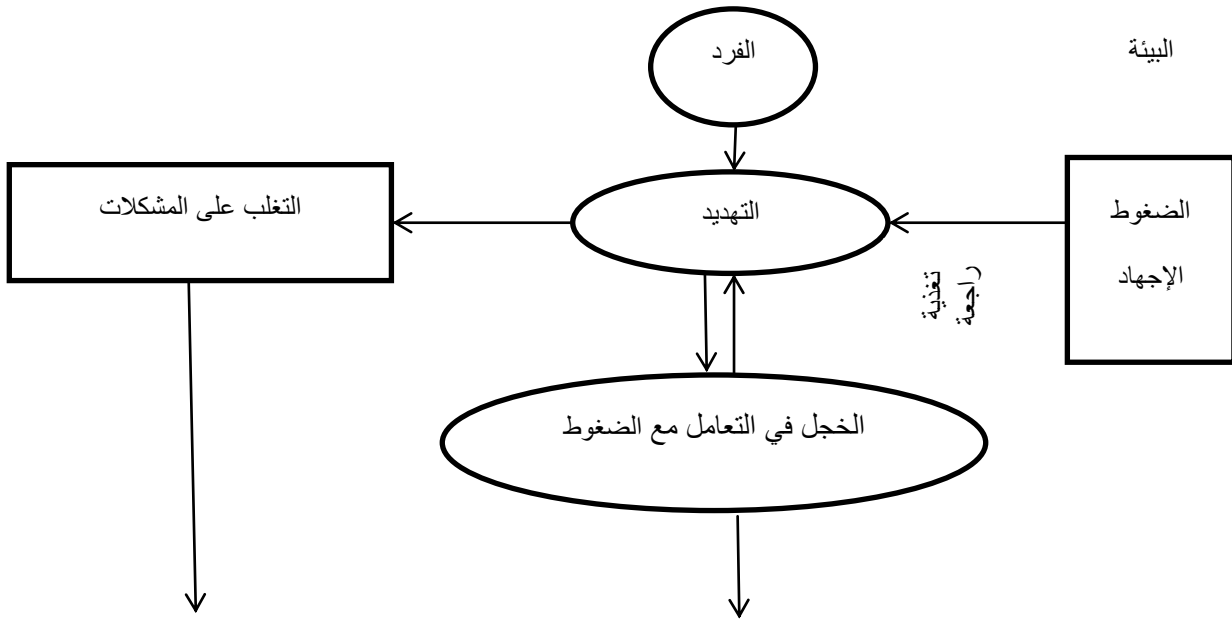 البيئة
الفرد
الضغوط
الإجهاد
التهديد
التغلب على المشكلات
تغذية
راجعة
الخجل في التعامل مع الضغوط